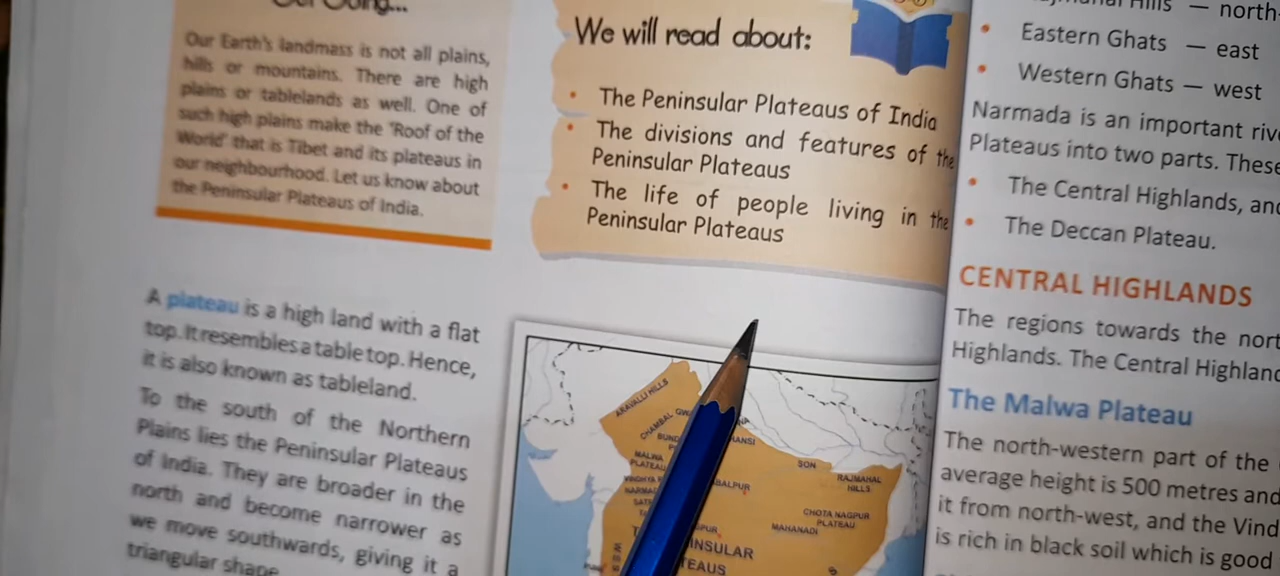 Our Going...
Our Earth's landmass is not all plains,
hills or mountains. There are high
plains or tablelands as well. One of
such high plains make the 'Roof of the
World' that is Tibet and its plateaus in
our neighbourhood. Let us know about
the Peninsular Plateaus of India.
We will read about:
• The Peninsular Plateaus of India
• The divisions and features of the
Peninsular Plateaus
• The life of people living in the
Peninsular Plateaus
A plateau is a high land with a flat
top. It resembles a table top. Hence,
it is also known as tableland.
To the south of the Northern
Plains lies the Peninsular Plateaus
of India. They are broader in the
north and become narrower as
we move southwards, giving it a
triangular shape
ARAVALLI HILLS
CHAMBAL
MALWA
PLATEAU
SON
RAJMAHAL
HILLS
CHOTA NAGPUR
PLATEAU
MAHANADI
Hills — north
• Eastern Ghats — east
• Western Ghats — west
Narmada is an important
Plateaus into two parts. These
• The Central Highlands, and
• The Deccan Plateau.
CENTRAL HIGHLANDS
The regions towards the
Highlands. The Central
The Malwa Plateau
The north-western part of the
average height is 500 metres and
it from north-west, and the
is rich in black soil which is good